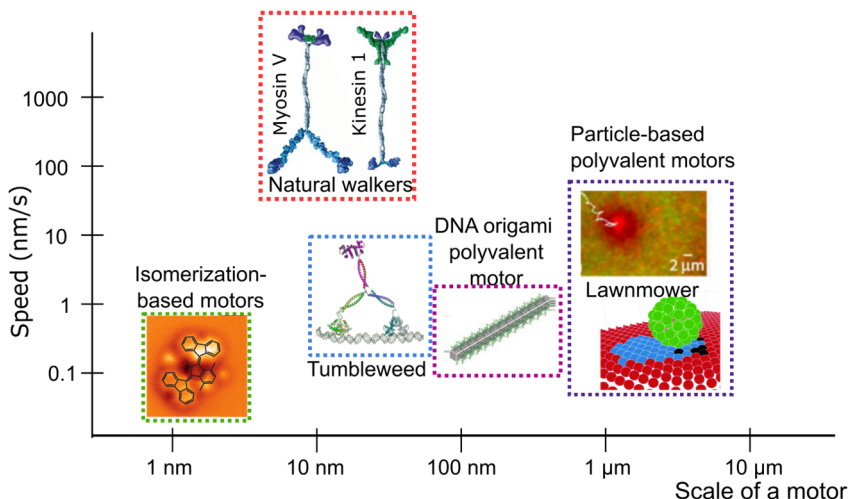 Myosin V
Kinesin 1
Natural walkers
Particle-based
polyvalent motors
2 μm
Lawnmower
DNA origami
polyvalent
motor
Tumbleweed
Isomerization-
based motors
Speed (nm/s)
1000
100
10
1
0.1
1 nm
10 nm
100 nm
1 μm
10 μm
Scale of a motor